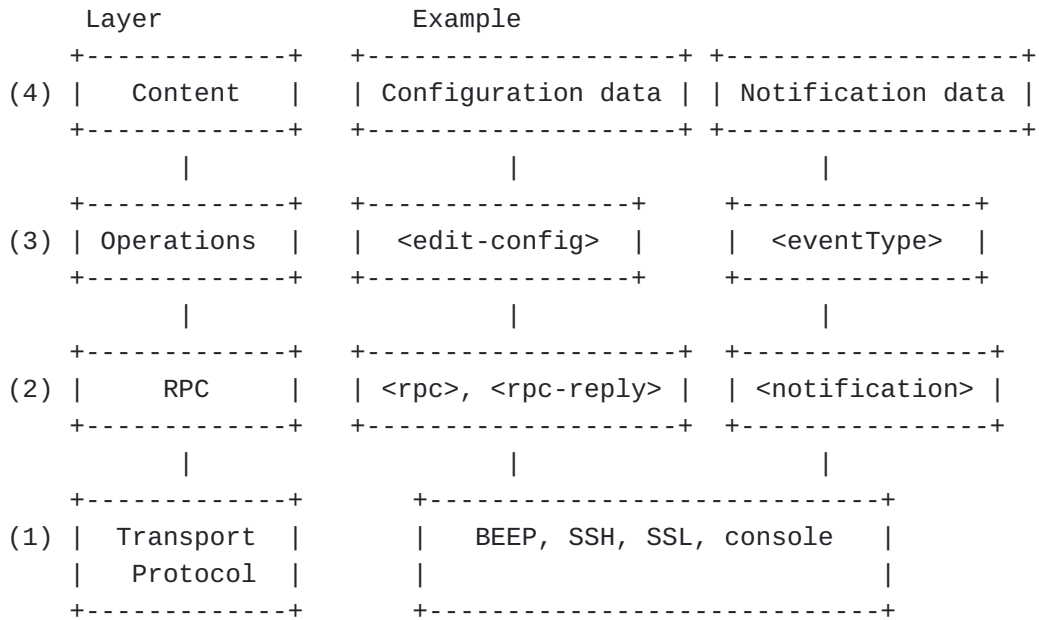 Layer                Example
    +-------------+   +--------------------+ +-------------------+
(4) |   Content   |   | Configuration data | | Notification data |
    +-------------+   +--------------------+ +-------------------+
           |                    |                   |
    +-------------+   +-----------------+     +---------------+
(3) | Operations  |   |  <edit-config>  |     |  <eventType>  |
    +-------------+   +-----------------+     +---------------+
           |                    |                   |
    +-------------+   +--------------------+  +----------------+
(2) |     RPC     |   | <rpc>, <rpc-reply> |  | <notification> |
    +-------------+   +--------------------+  +----------------+
           |                    |                   |
    +-------------+       +-----------------------------+
(1) |  Transport  |       |   BEEP, SSH, SSL, console   |
    |   Protocol  |       |                             |
    +-------------+       +-----------------------------+